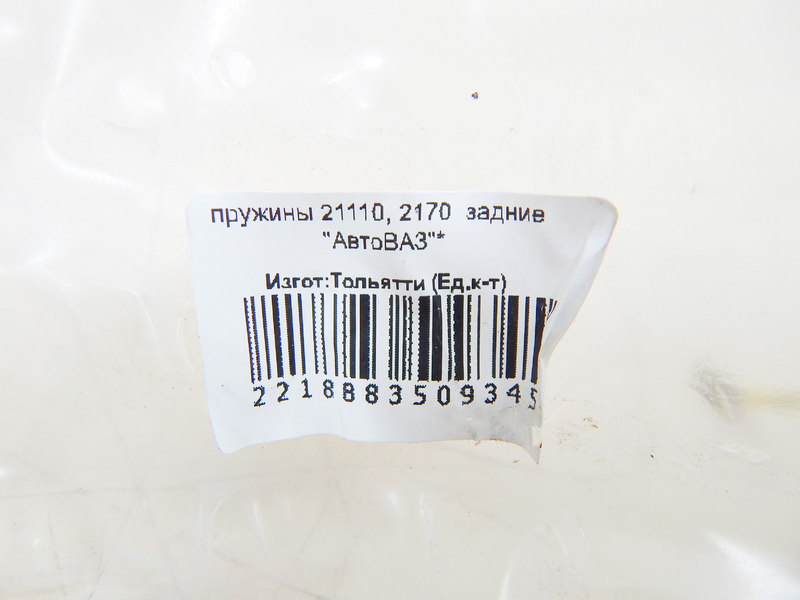 пружины 21110, 2170 задние
"АвтоВАЗ"*
Изгот:Тольятти (Ед.к-т)
2218883509345